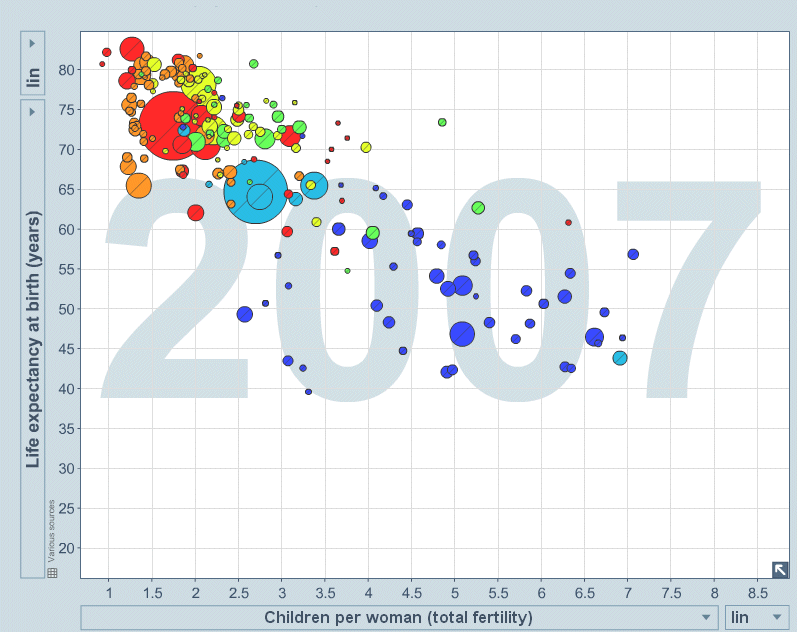 lin
Life expectancy at birth (years)
Various sources
80
75
70
65
60
55
50
45
40
35
30
25
20
2007
1 1.5 2 2.5 3 3.5 4 4.5 5 5.5 6 6.5 7 7.5 8 8.5
Children per woman (total fertility)
lin